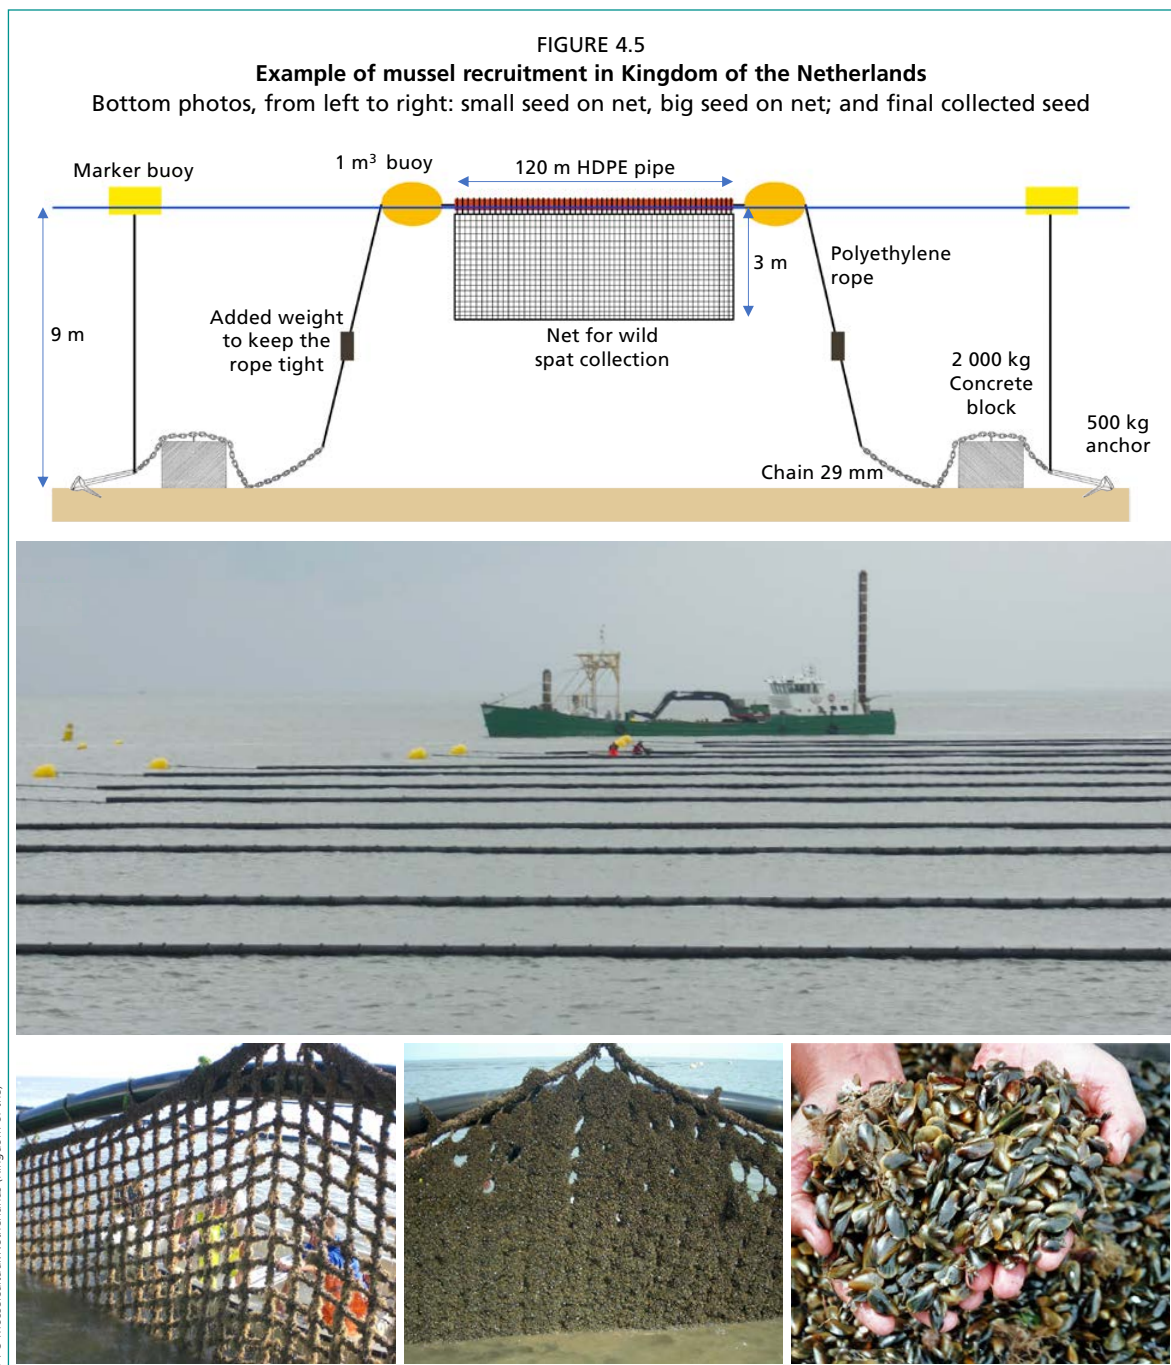 FIGURE 4.5
Example of mussel recruitment in Kingdom of the Netherlands
Bottom photos, from left to right: small seed on net, big seed on net; and final collected seed
Marker buoy
1 m³ buoy
120 m HDPE pipe
3 m
Polyethylene
rope
9 m
Added weight
to keep the
rope tight
Net for wild
spat collection
2 000 kg
Concrete
block
500 kg
anchor
Chain 29 mm